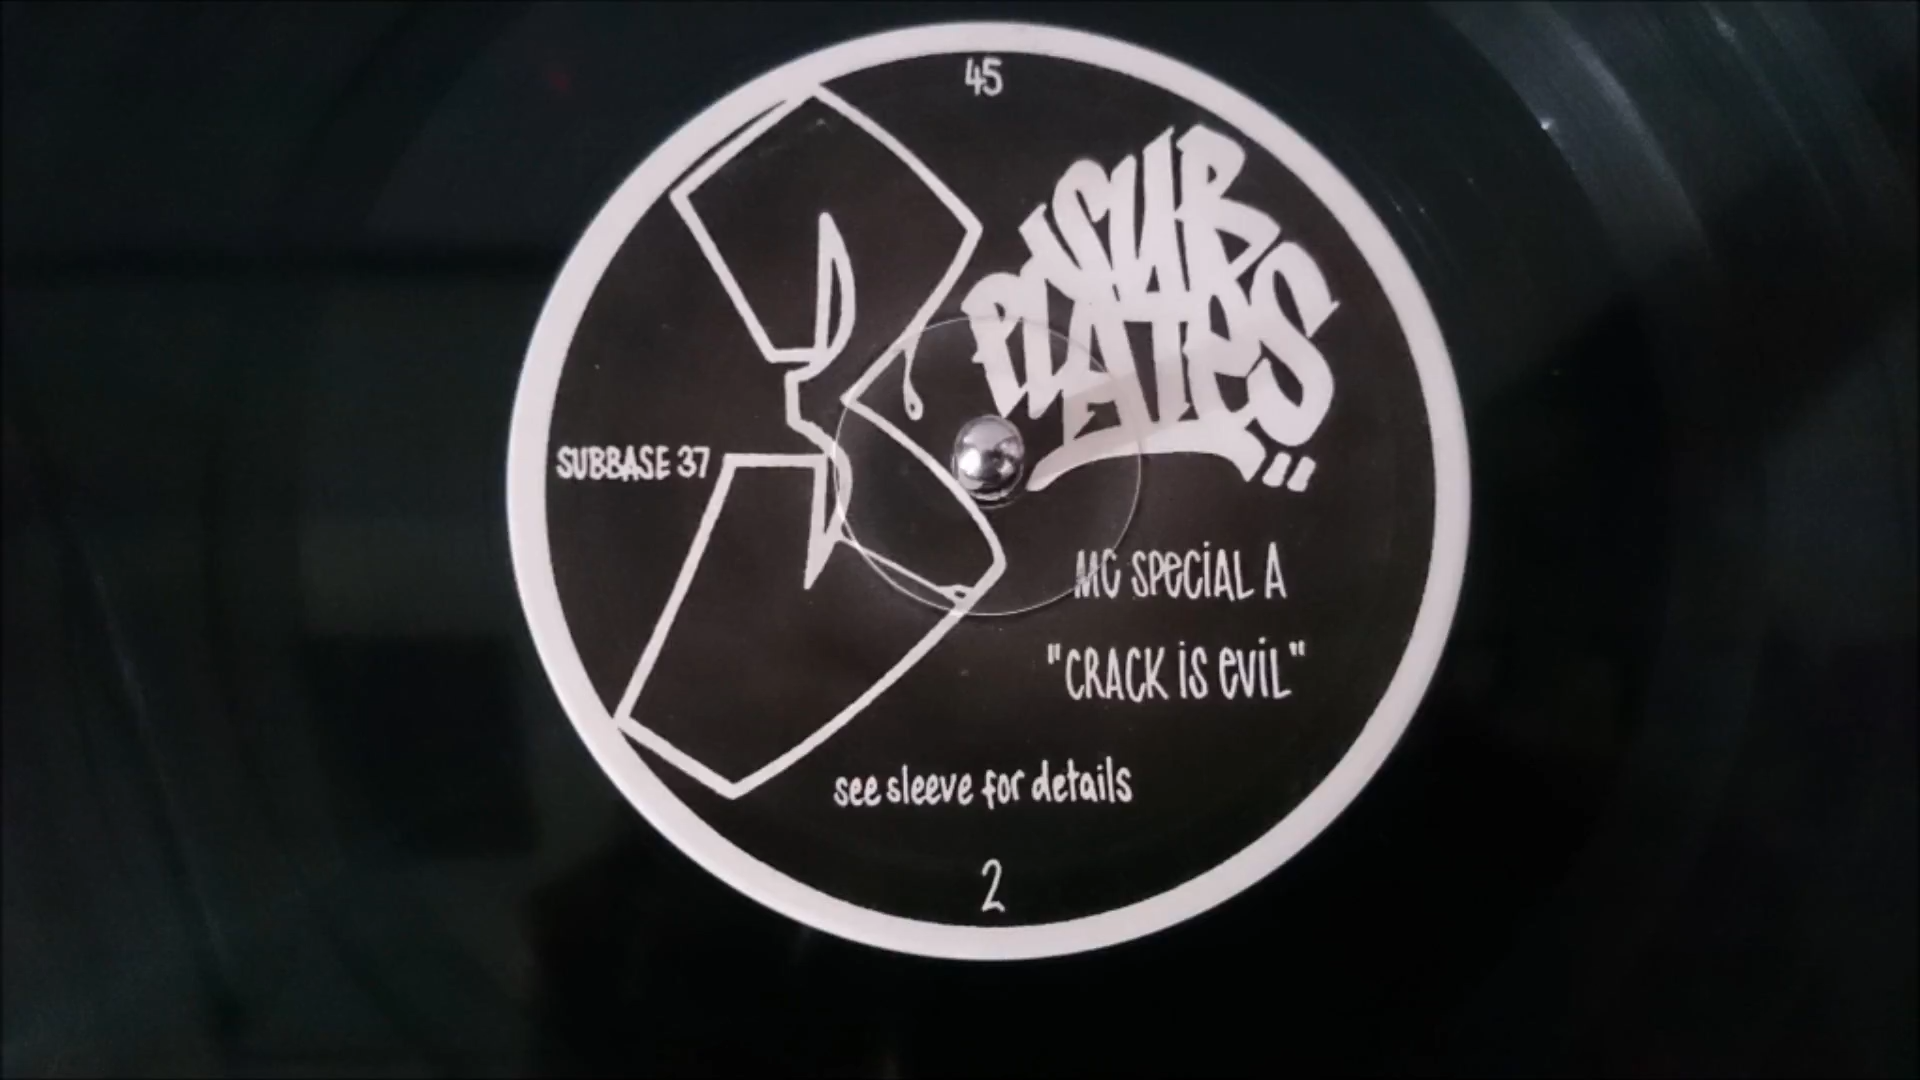 45
SUB
PLATES
SUBBASE 37
MC SPECIAL A
"CRACK IS EVIL"
see sleeve for details
2